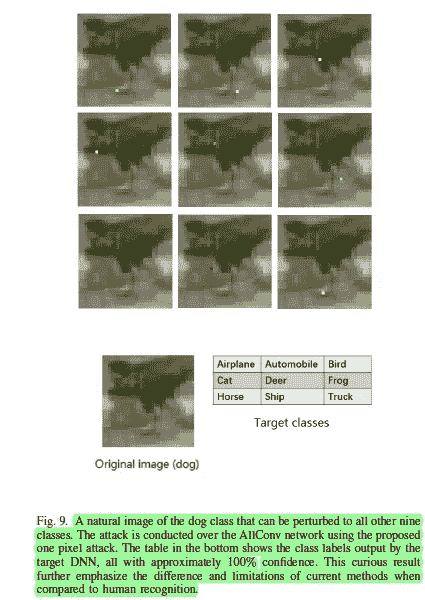 Airplane Automobile Bird
Cat Deer Frog
Horse Ship Truck
Target classes
Original image (dog)
Fig. 9. A natural image of the dog class that can be perturbed to all other nine
classes. The attack is conducted over the AllConv network using the proposed
one pixel attack. The table in the bottom shows the class labels output by the
target DNN, all with approximately 100% confidence. This curious result
further emphasize the difference and limitations of current methods when
compared to human recognition.